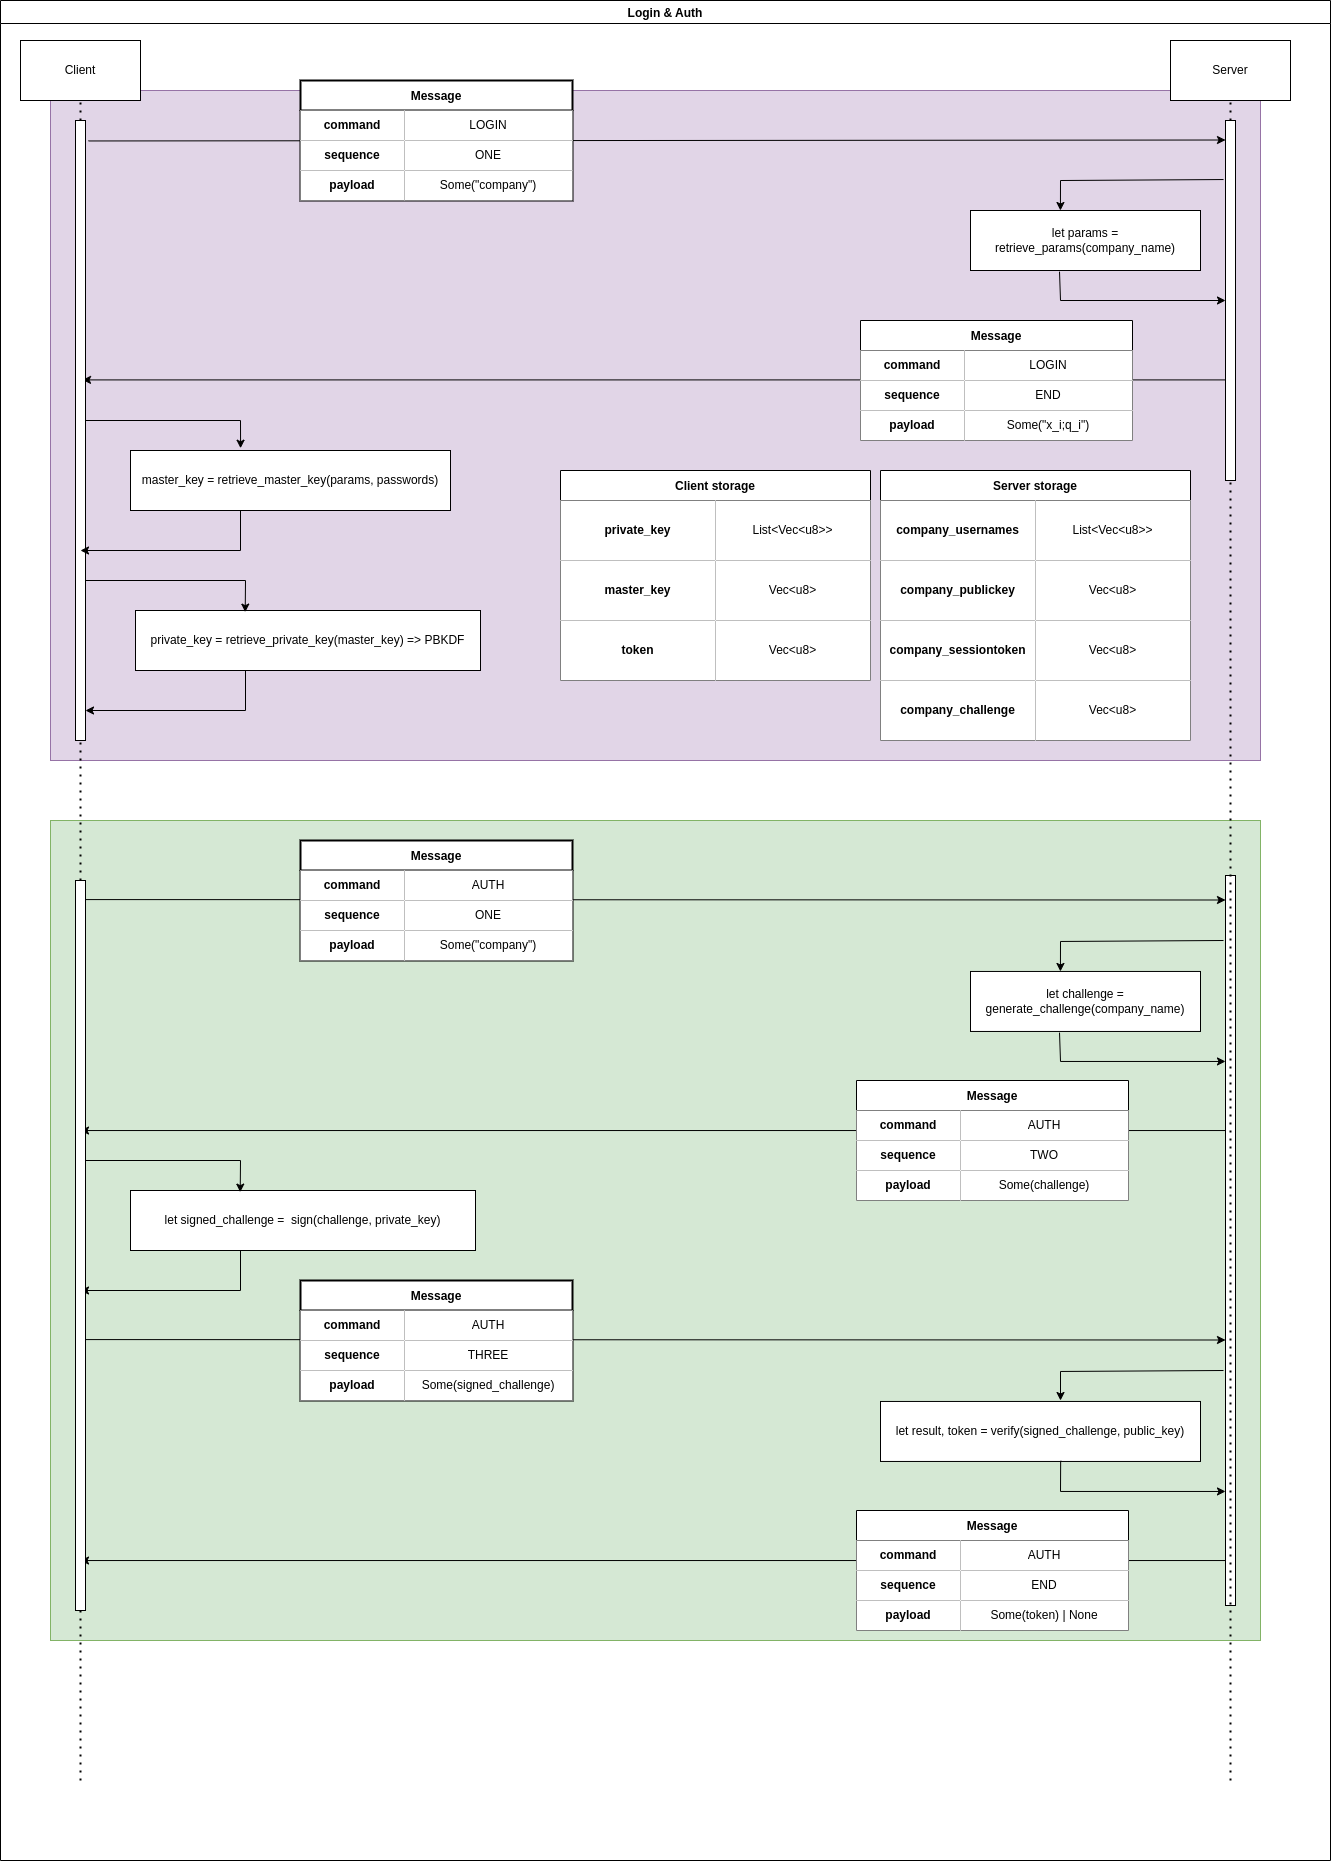 Login & Auth
Client
Server
Message
command LOGIN
sequence ONE
payload Some("company")
let params =
retrieve_params(company_name)
Message
command LOGIN
sequence END
payload Some("x_i;q_i")
master_key = retrieve_master_key(params, passwords)
private_key = retrieve_private_key(master_key) => PBKDF
Client storage
private_key List<Vec<u8>>
master_key Vec<u8>
token Vec<u8>
Server storage
company_usernames List<Vec<u8>>
company_publickey Vec<u8>
company_sessiontoken Vec<u8>
company_challenge Vec<u8>
Message
command AUTH
sequence ONE
payload Some("company")
let challenge =
generate_challenge(company_name)
Message
command AUTH
sequence TWO
payload Some(challenge)
let signed_challenge =  sign(challenge, private_key)
Message
command AUTH
sequence THREE
payload Some(signed_challenge)
let result, token = verify(signed_challenge, public_key)
Message
command AUTH
sequence END
payload Some(token) | None